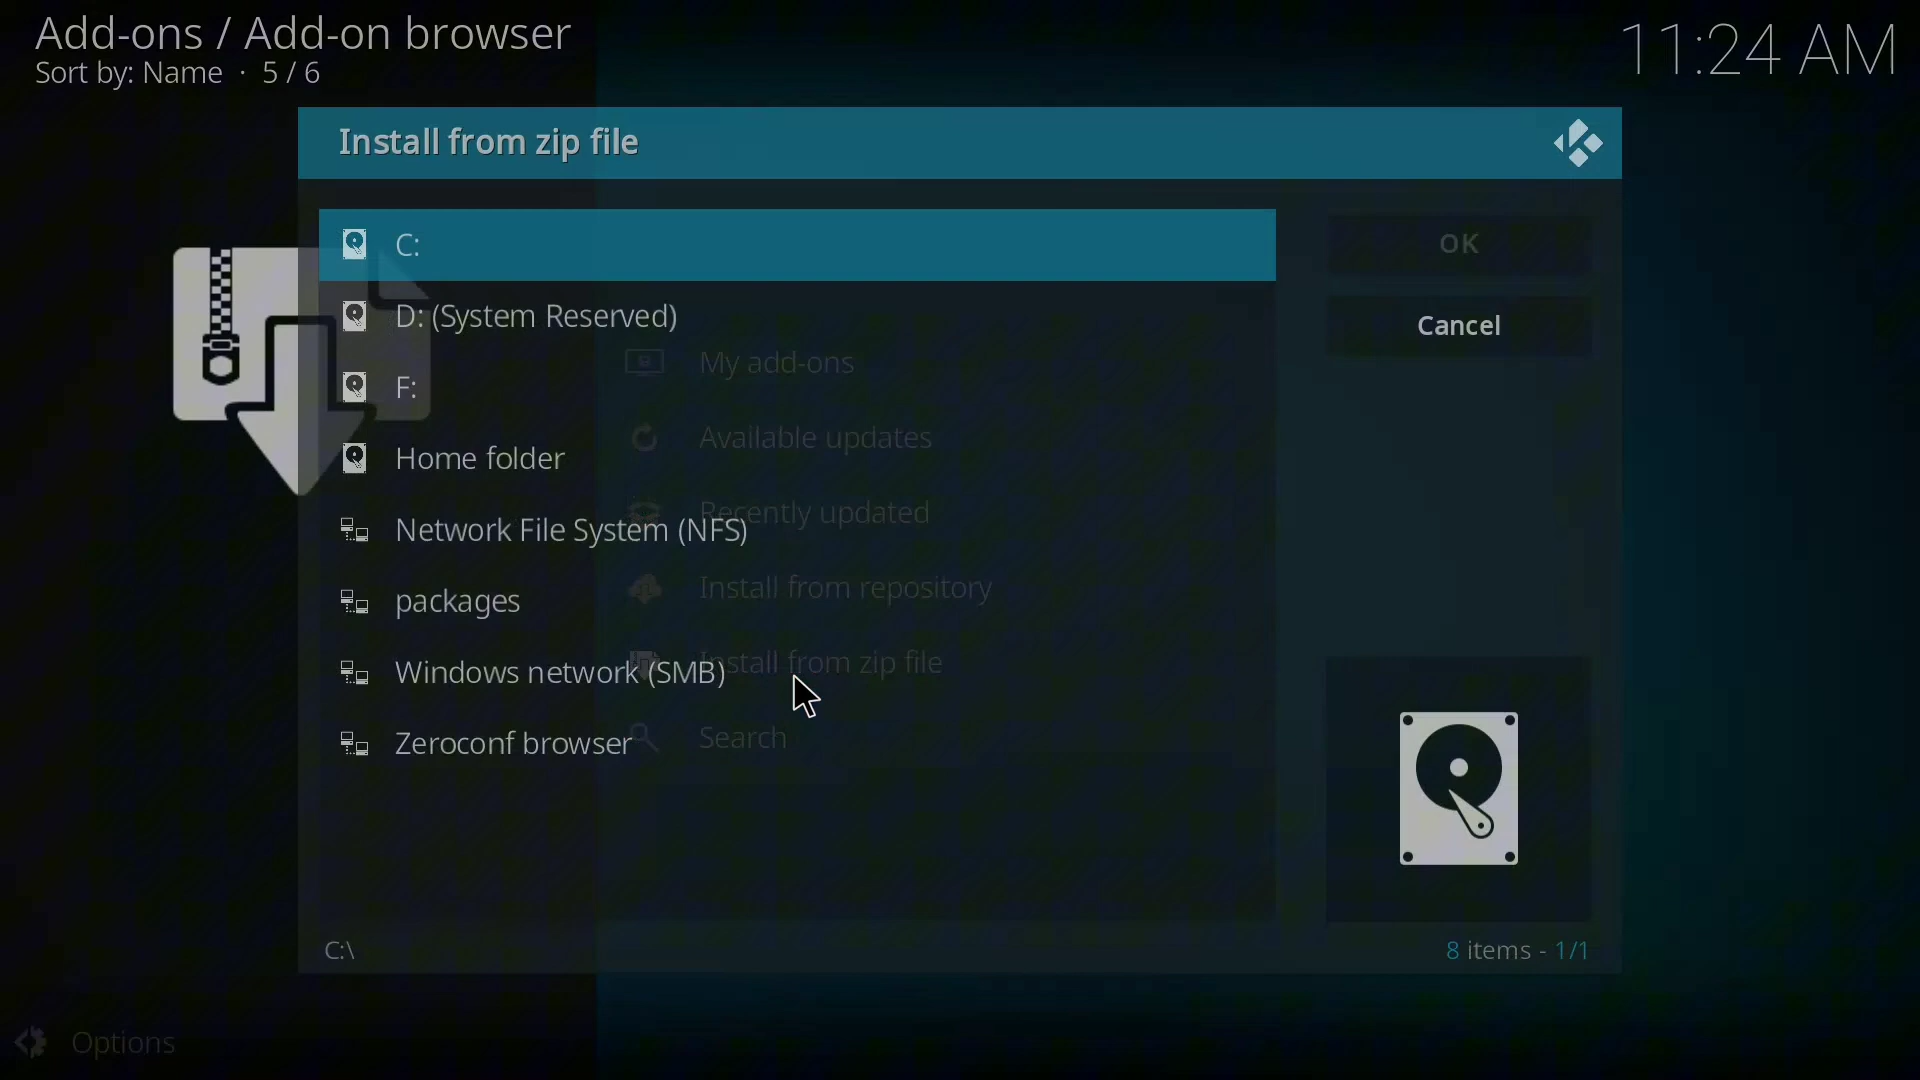 Add-ons / Add-on browser
Sort by: Name · 5 / 6
11:24 AM
Install from zip file
C:
D: (System Reserved)
F:
Home folder
Network File System (NFS)
packages
Windows network (SMB)
Zeroconf browser
OK
Cancel
My add-ons
Available updates
Recently updated
Install from repository
Install from zip file
Search
C:\
8 items - 1/1
Options